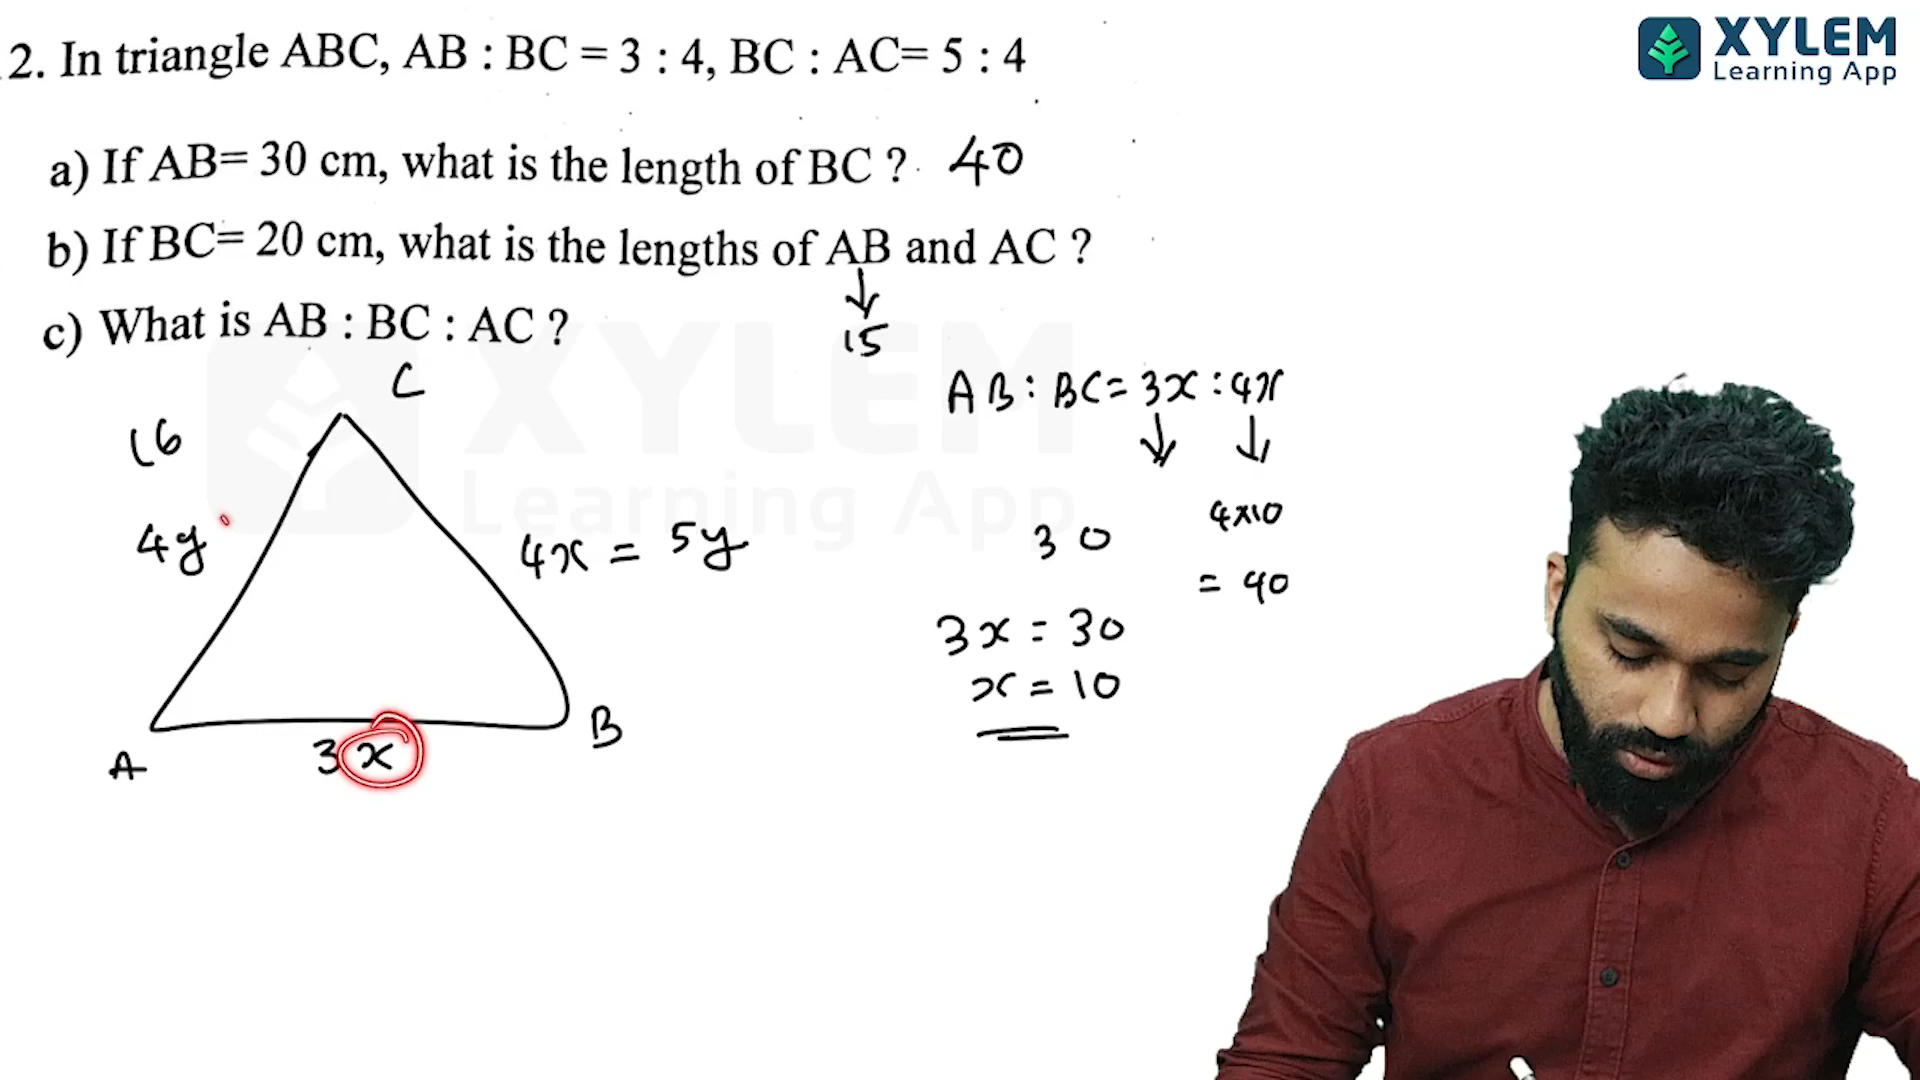 XYLEM
Learning App
2. In triangle ABC, AB : BC = 3 : 4, BC : AC= 5 : 4
a) If AB= 30 cm, what is the length of BC ? 40
b) If BC= 20 cm, what is the lengths of AB and AC ?
15
c) What is AB : BC : AC ?
XYLEM
Learning App
C
16
4y
4x = 5y
A
3x
B
AB : BC = 3x : 4x
30
4x10
= 40
3x = 30
x = 10